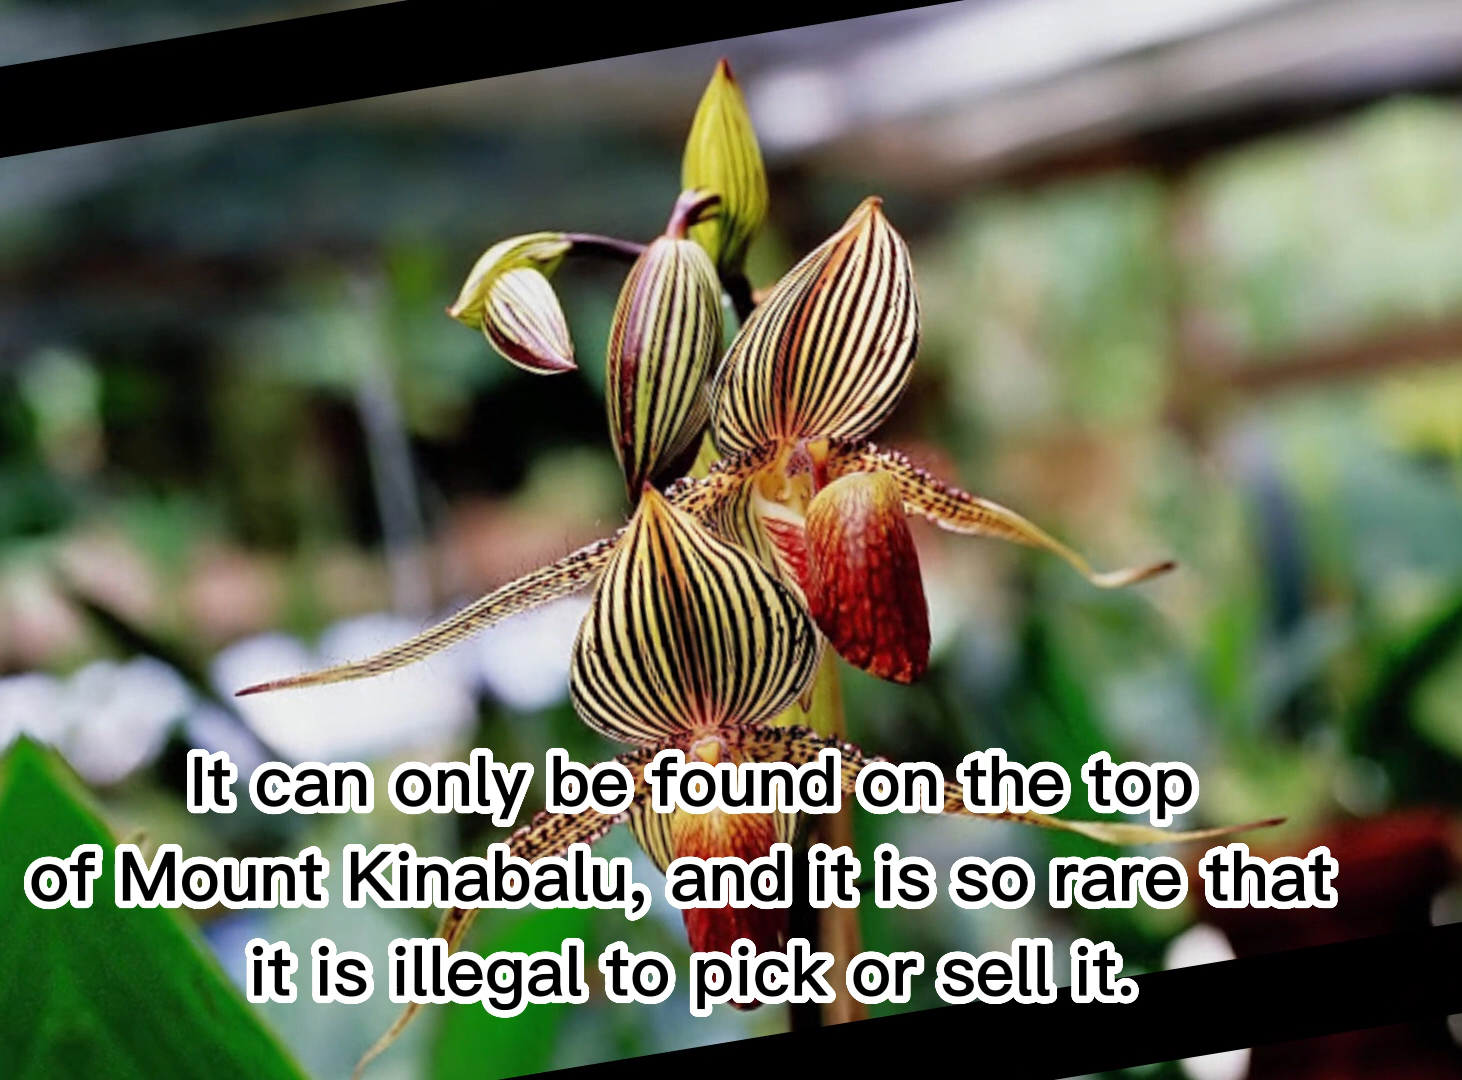 It can only be found on the top
of Mount Kinabalu, and it is so rare that
it is illegal to pick or sell it.